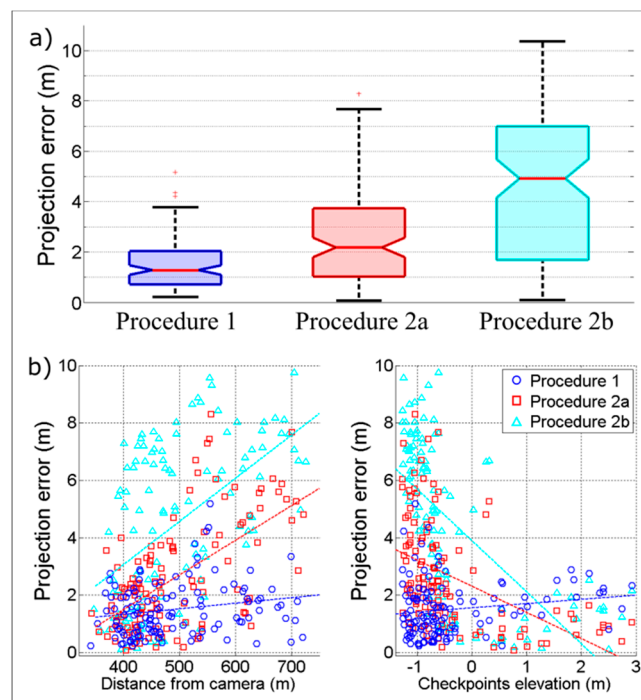 a)
Projection error (m)
10
8
6
4
2
0
Procedure 1
Procedure 2a
Procedure 2b
b)
Projection error (m)
10
8
6
4
2
0
400 500 600 700
Distance from camera (m)
Projection error (m)
10
8
6
4
2
0
-1 0 1 2 3
Checkpoints elevation (m)
Procedure 1
Procedure 2a
Procedure 2b